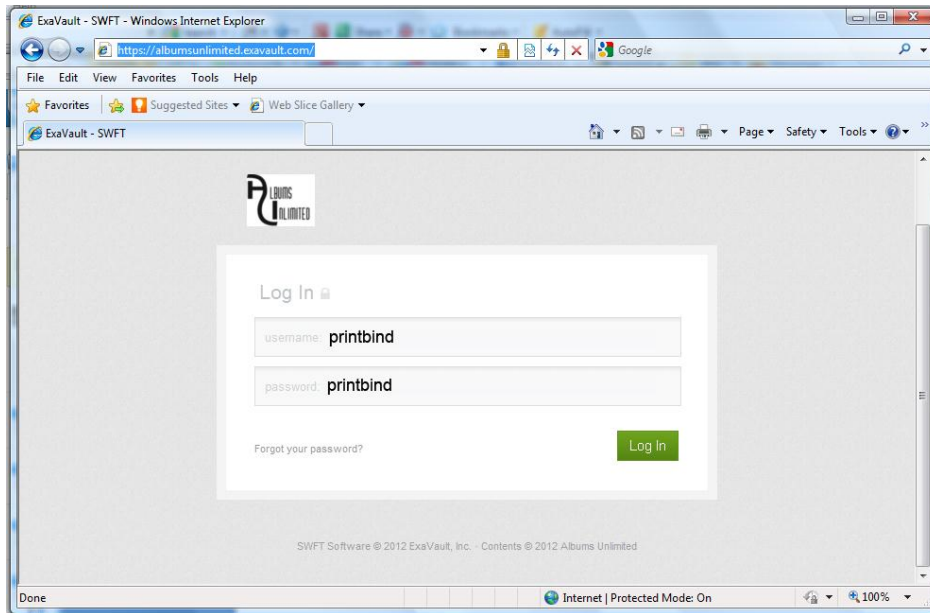 ExaVault - SWFT - Windows Internet Explorer
https://albumsunlimited.exavault.com/
Google
File Edit View Favorites Tools Help
Favorites Suggested Sites Web Slice Gallery
ExaVault - SWFT
Page Safety Tools
ALBUMS
UNLIMITED
Log In
username: printbind
password: printbind
Forgot your password?
Log In
SWFT Software © 2012 ExaVault, Inc. - Contents © 2012 Albums Unlimited
Done
Internet | Protected Mode: On
100%